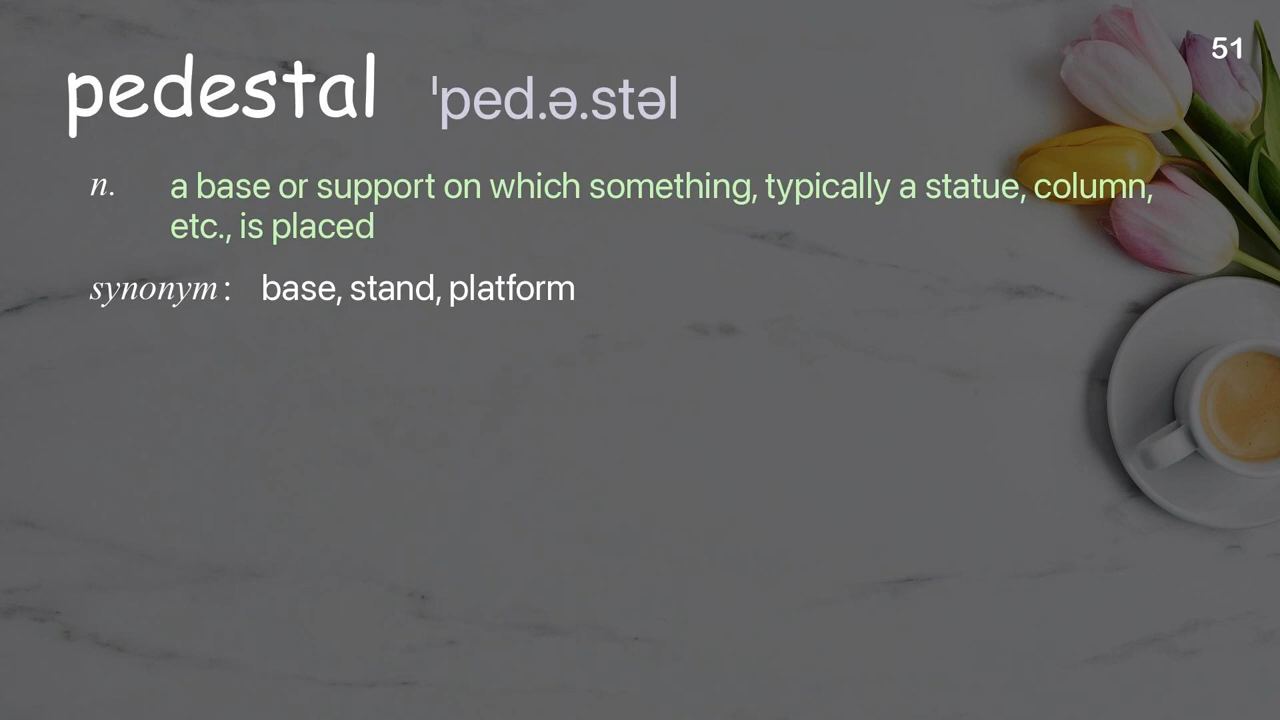 51
pedestal ˈped.ə.stəl
n. a base or support on which something, typically a statue, column,
etc., is placed
synonym: base, stand, platform